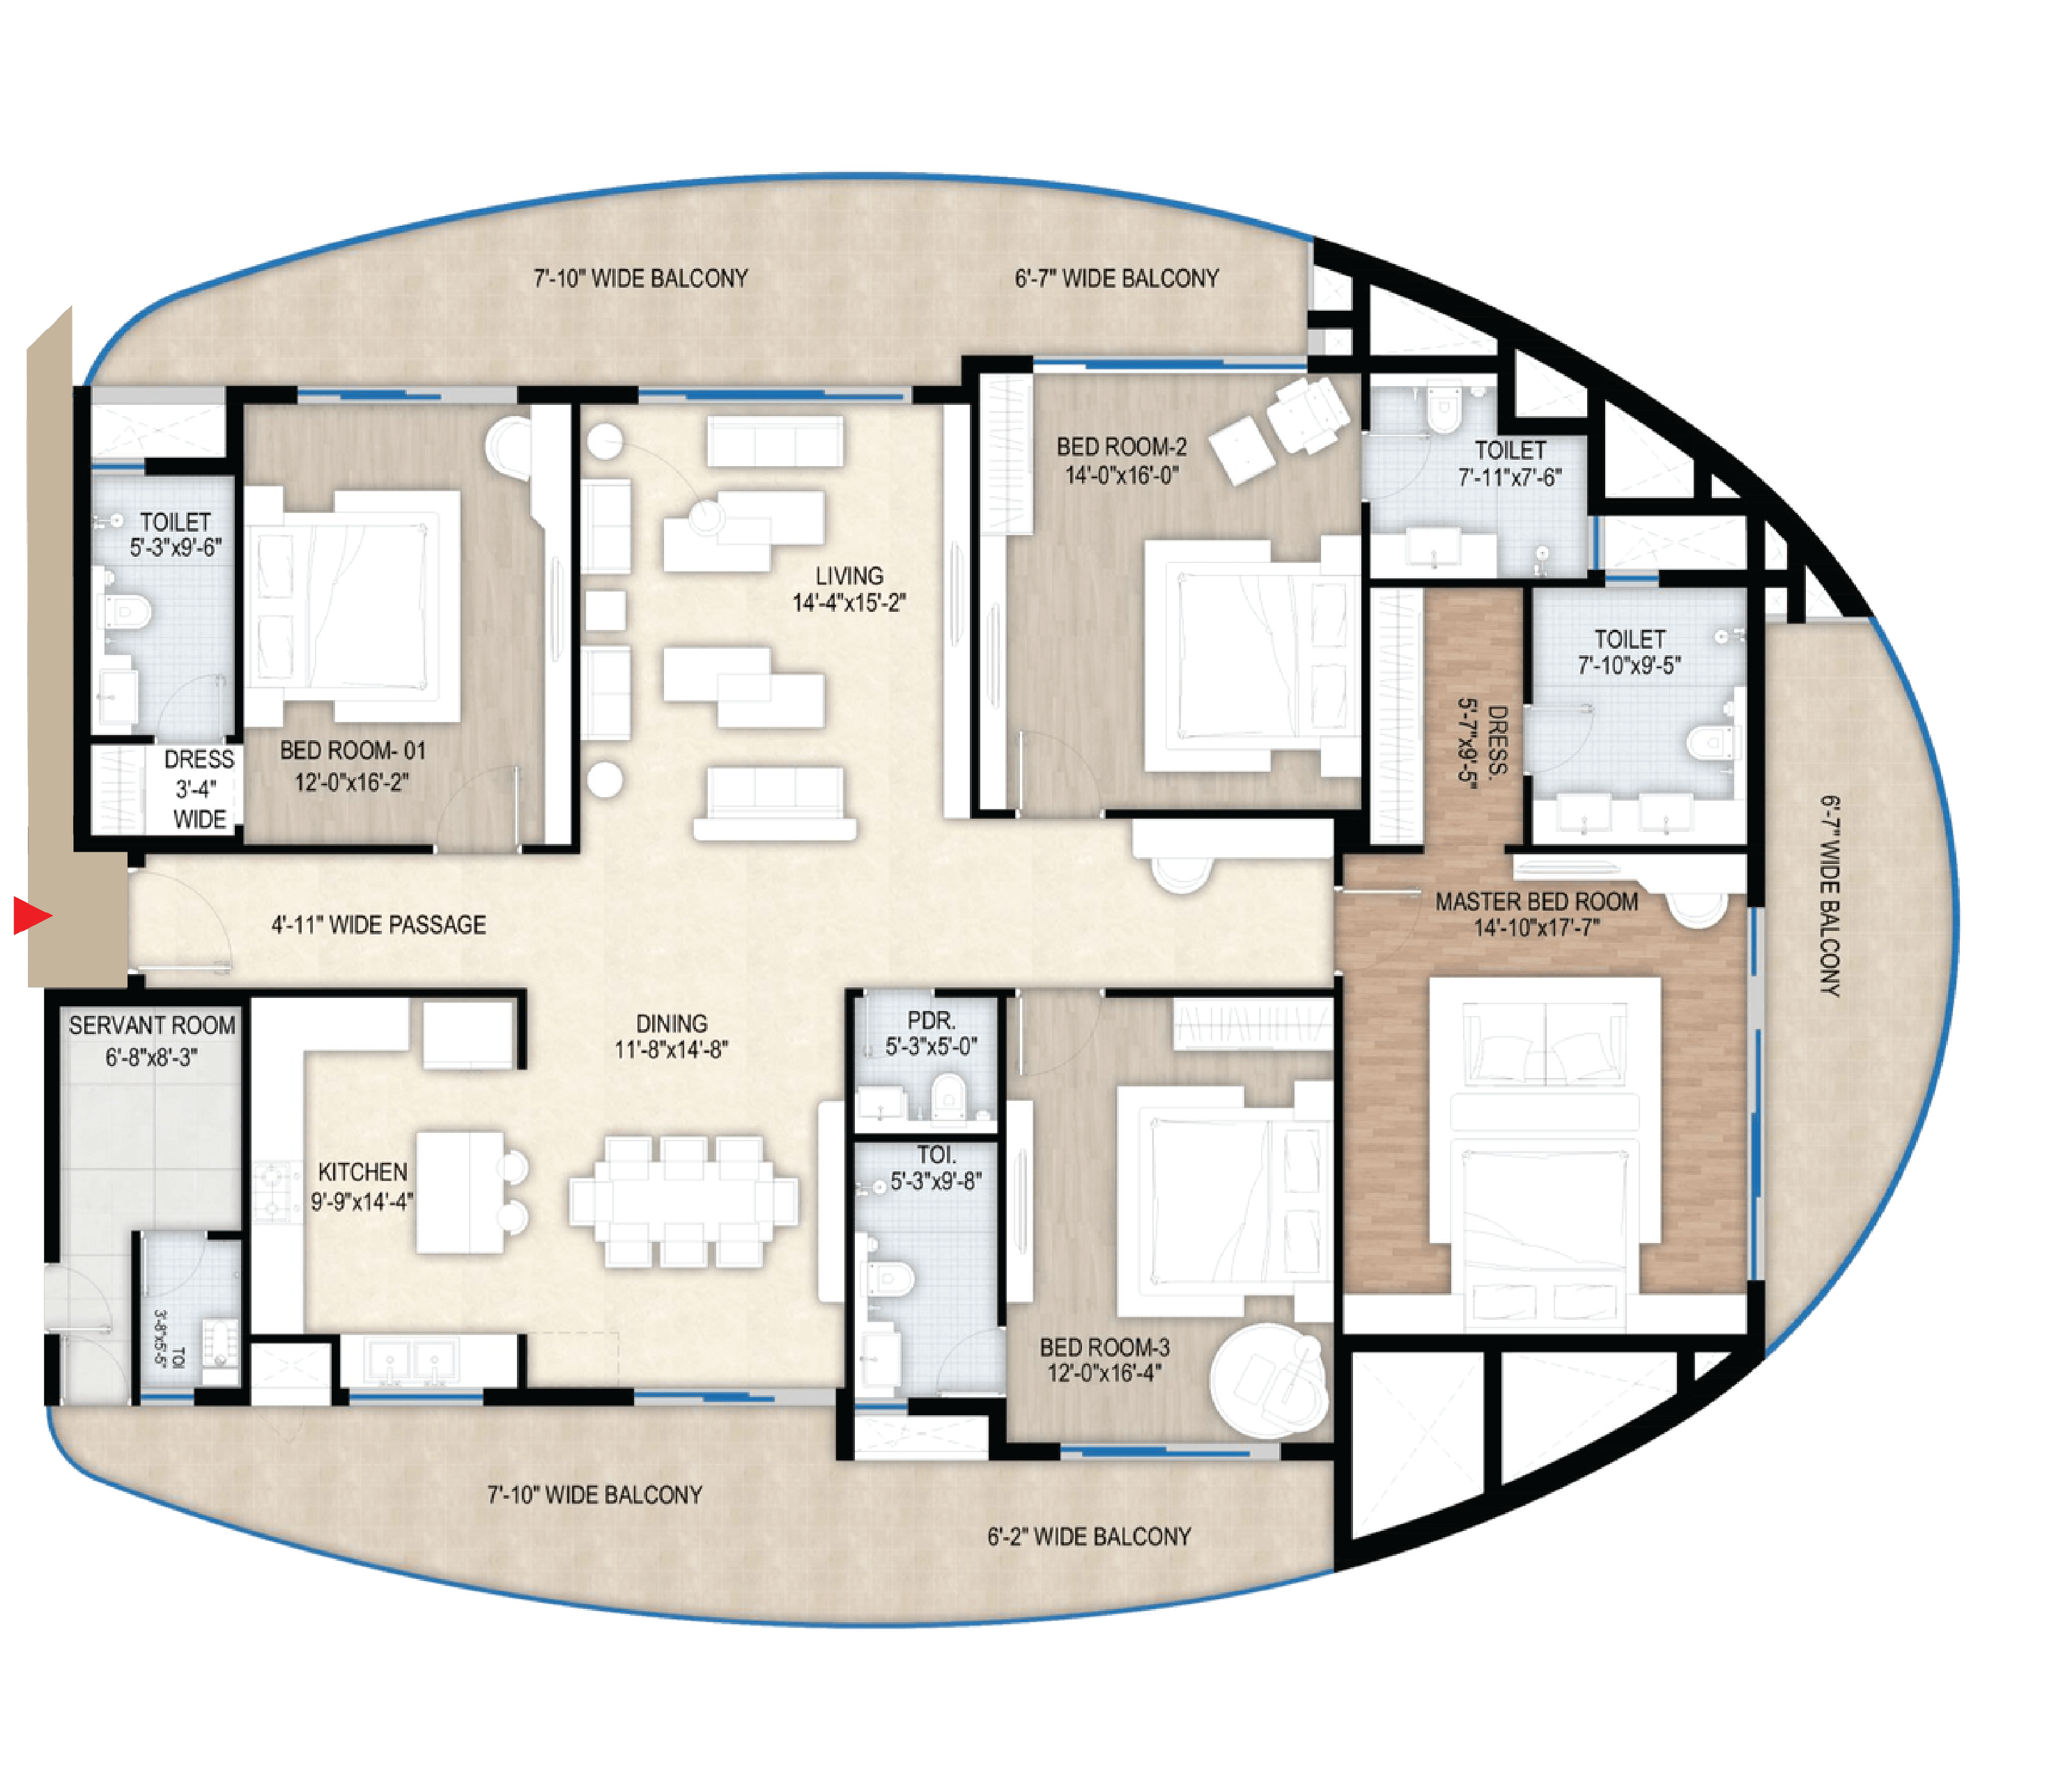 7'-10" WIDE BALCONY
6'-7" WIDE BALCONY
BED ROOM-2
14'-0"x16'-0"
TOILET
7'-11"x7'-6"
TOILET
5'-3"x9'-6"
LIVING
14'-4"x15'-2"
TOILET
7'-10"x9'-5"
DRESS.
5'-7"x9'-5"
BED ROOM- 01
12'-0"x16'-2"
DRESS
3'-4"
WIDE
6'-7" WIDE BALCONY
MASTER BED ROOM
14'-10"x17'-7"
4'-11" WIDE PASSAGE
SERVANT ROOM
6'-8"x8'-3"
DINING
11'-8"x14'-8"
PDR.
5'-3"x5'-0"
KITCHEN
9'-9"x14'-4"
TOI.
5'-3"x9'-8"
TOI
3'-8"x5'-5"
BED ROOM-3
12'-0"x16'-4"
7'-10" WIDE BALCONY
6'-2" WIDE BALCONY